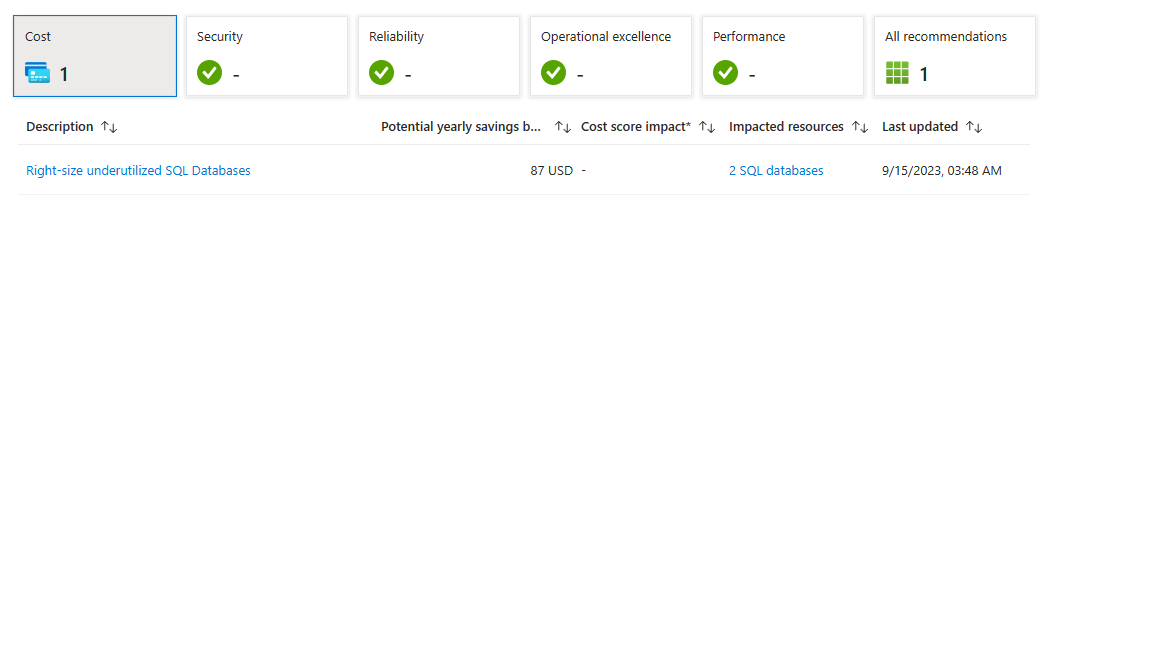 Cost
1
Security
-
Reliability
-
Operational excellence
-
Performance
-
All recommendations
1
Description Potential yearly savings b... Cost score impact* Impacted resources Last updated
Right-size underutilized SQL Databases 87 USD - 2 SQL databases 9/15/2023, 03:48 AM